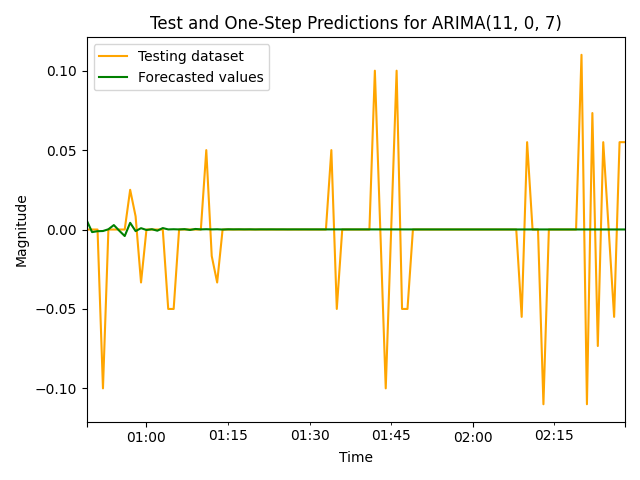 Test and One-Step Predictions for ARIMA(11, 0, 7)
Testing dataset
Forecasted values
0.10
0.05
0.00
−0.05
−0.10
Magnitude
01:00 01:15 01:30 01:45 02:00 02:15
Time